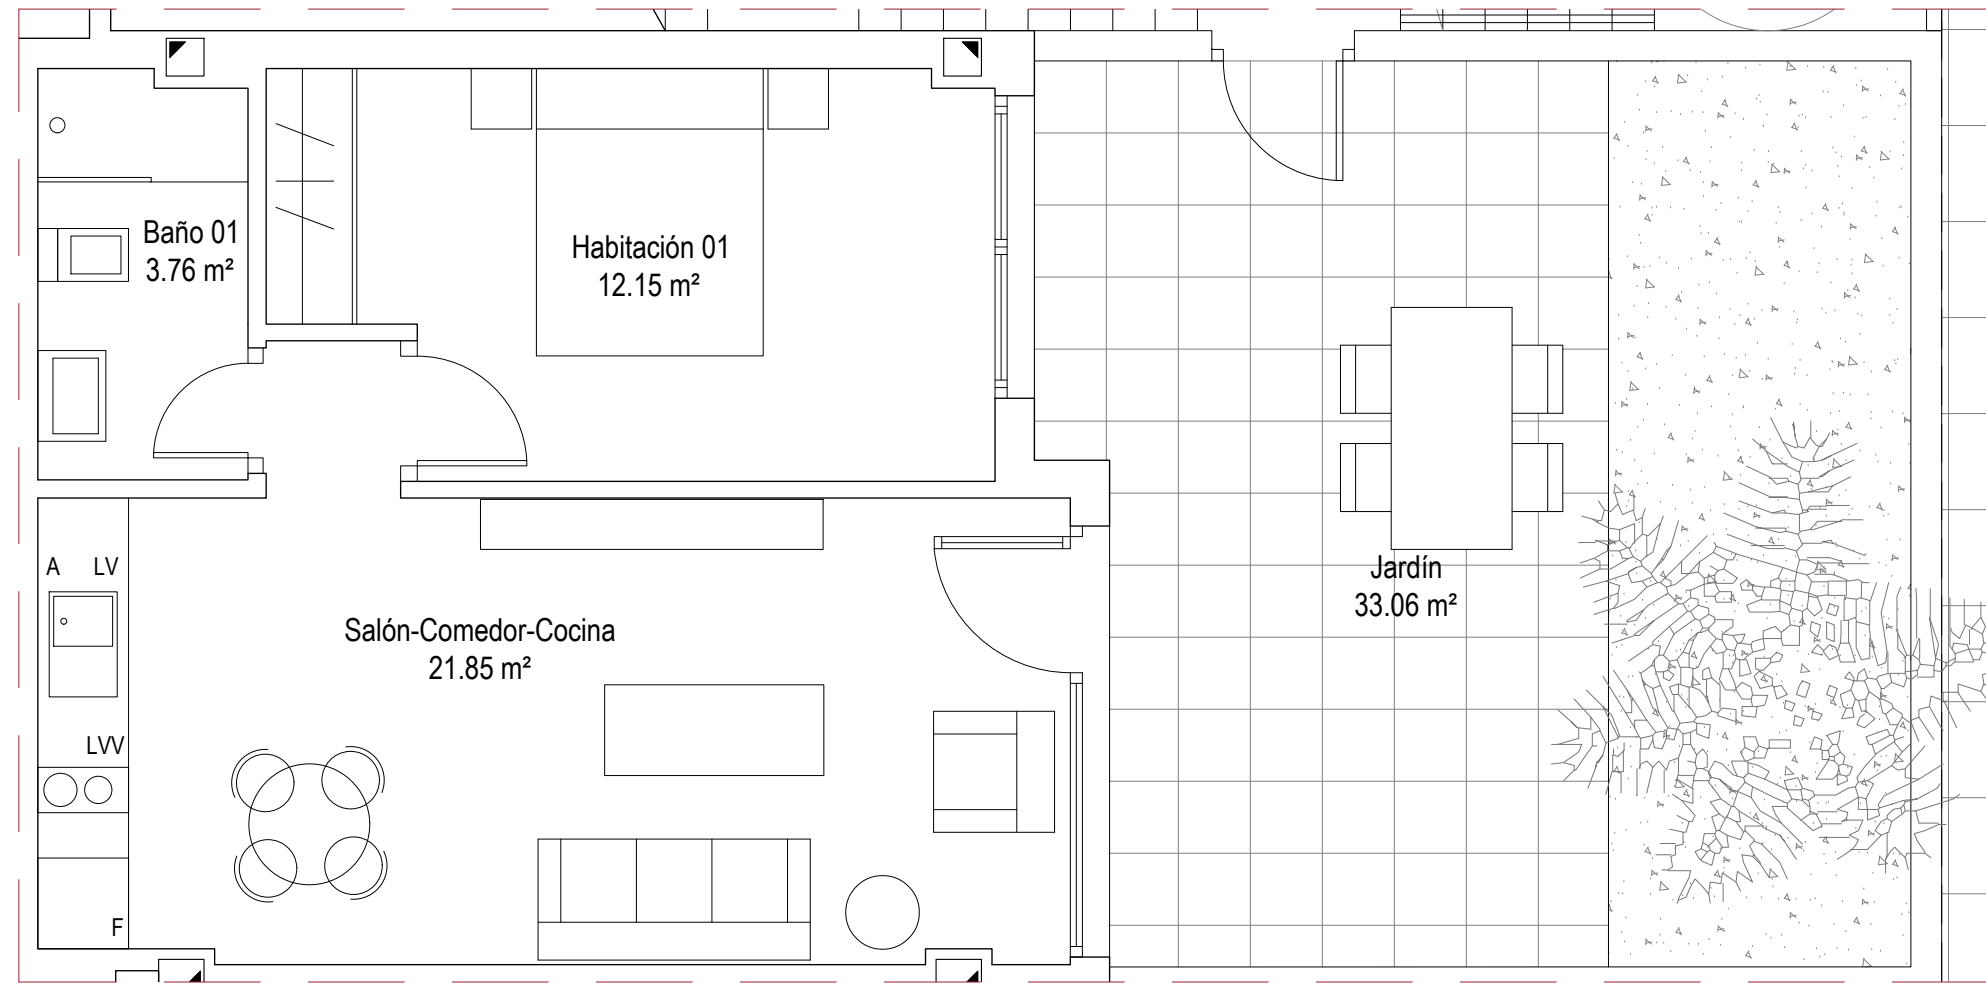 Baño 01
3.76 m²
Habitación 01
12.15 m²
A LV
Jardín
33.06 m²
Salón-Comedor-Cocina
21.85 m²
LVV
F